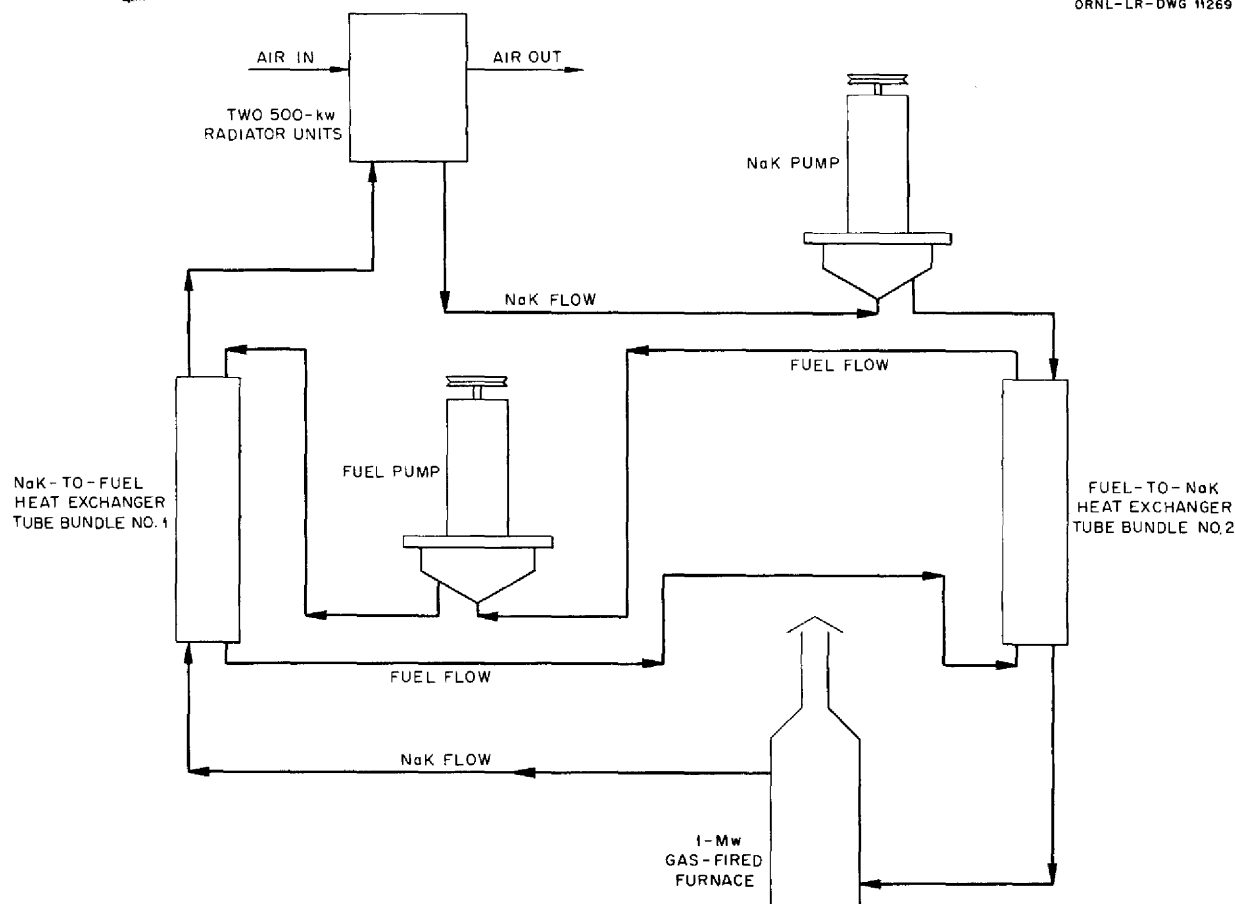 ORNL-LR-DWG 11269
AIR IN
AIR OUT
TWO 500-kw
RADIATOR UNITS
NaK PUMP
NaK FLOW
FUEL FLOW
FUEL PUMP
NaK-TO-FUEL
HEAT EXCHANGER
TUBE BUNDLE NO. 1
FUEL-TO-NaK
HEAT EXCHANGER
TUBE BUNDLE NO. 2
FUEL FLOW
NaK FLOW
1-Mw
GAS-FIRED
FURNACE